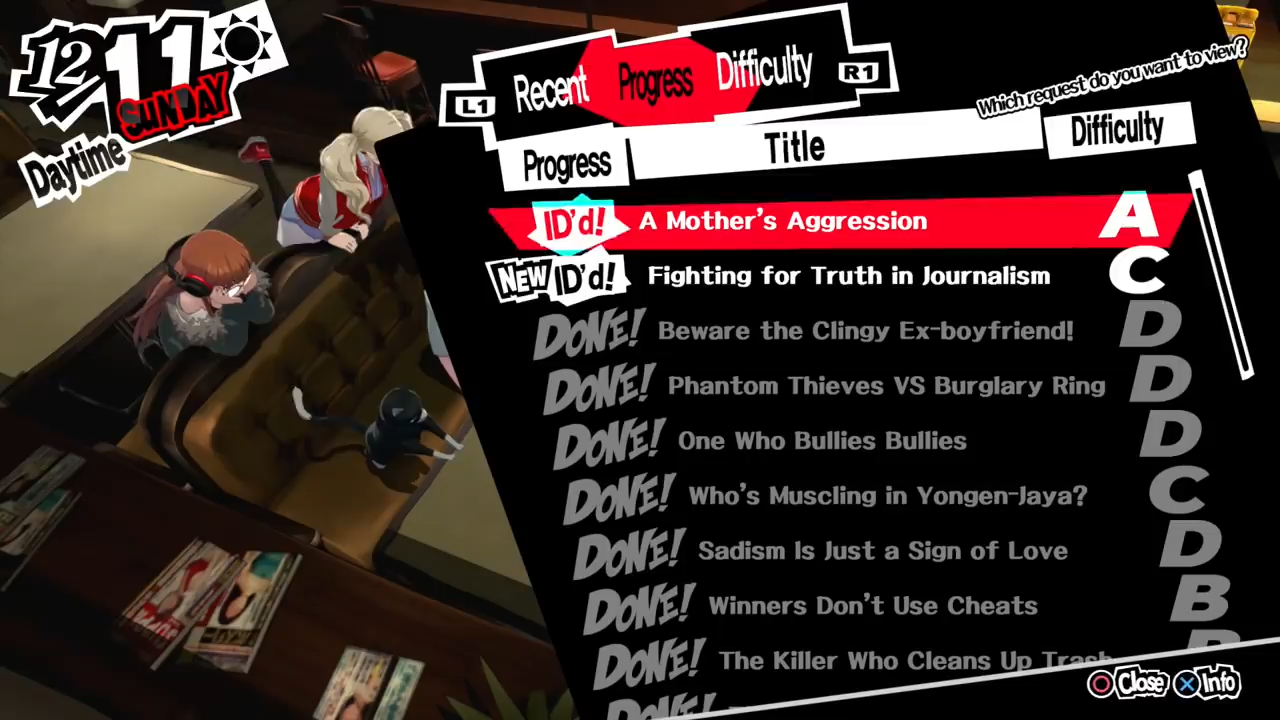 12/11
SUNDAY
Daytime
L1 Recent Progress Difficulty R1
Which request do you want to view?
Progress Title Difficulty
ID'd! A Mother's Aggression A
NEW ID'd! Fighting for Truth in Journalism C
DONE! Beware the Clingy Ex-boyfriend! D
DONE! Phantom Thieves VS Burglary Ring D
DONE! One Who Bullies Bullies D
DONE! Who's Muscling in Yongen-Jaya? C
DONE! Sadism Is Just a Sign of Love D
DONE! Winners Don't Use Cheats B
DONE! The Killer Who Cleans Up Trash
DONE!
Close Info